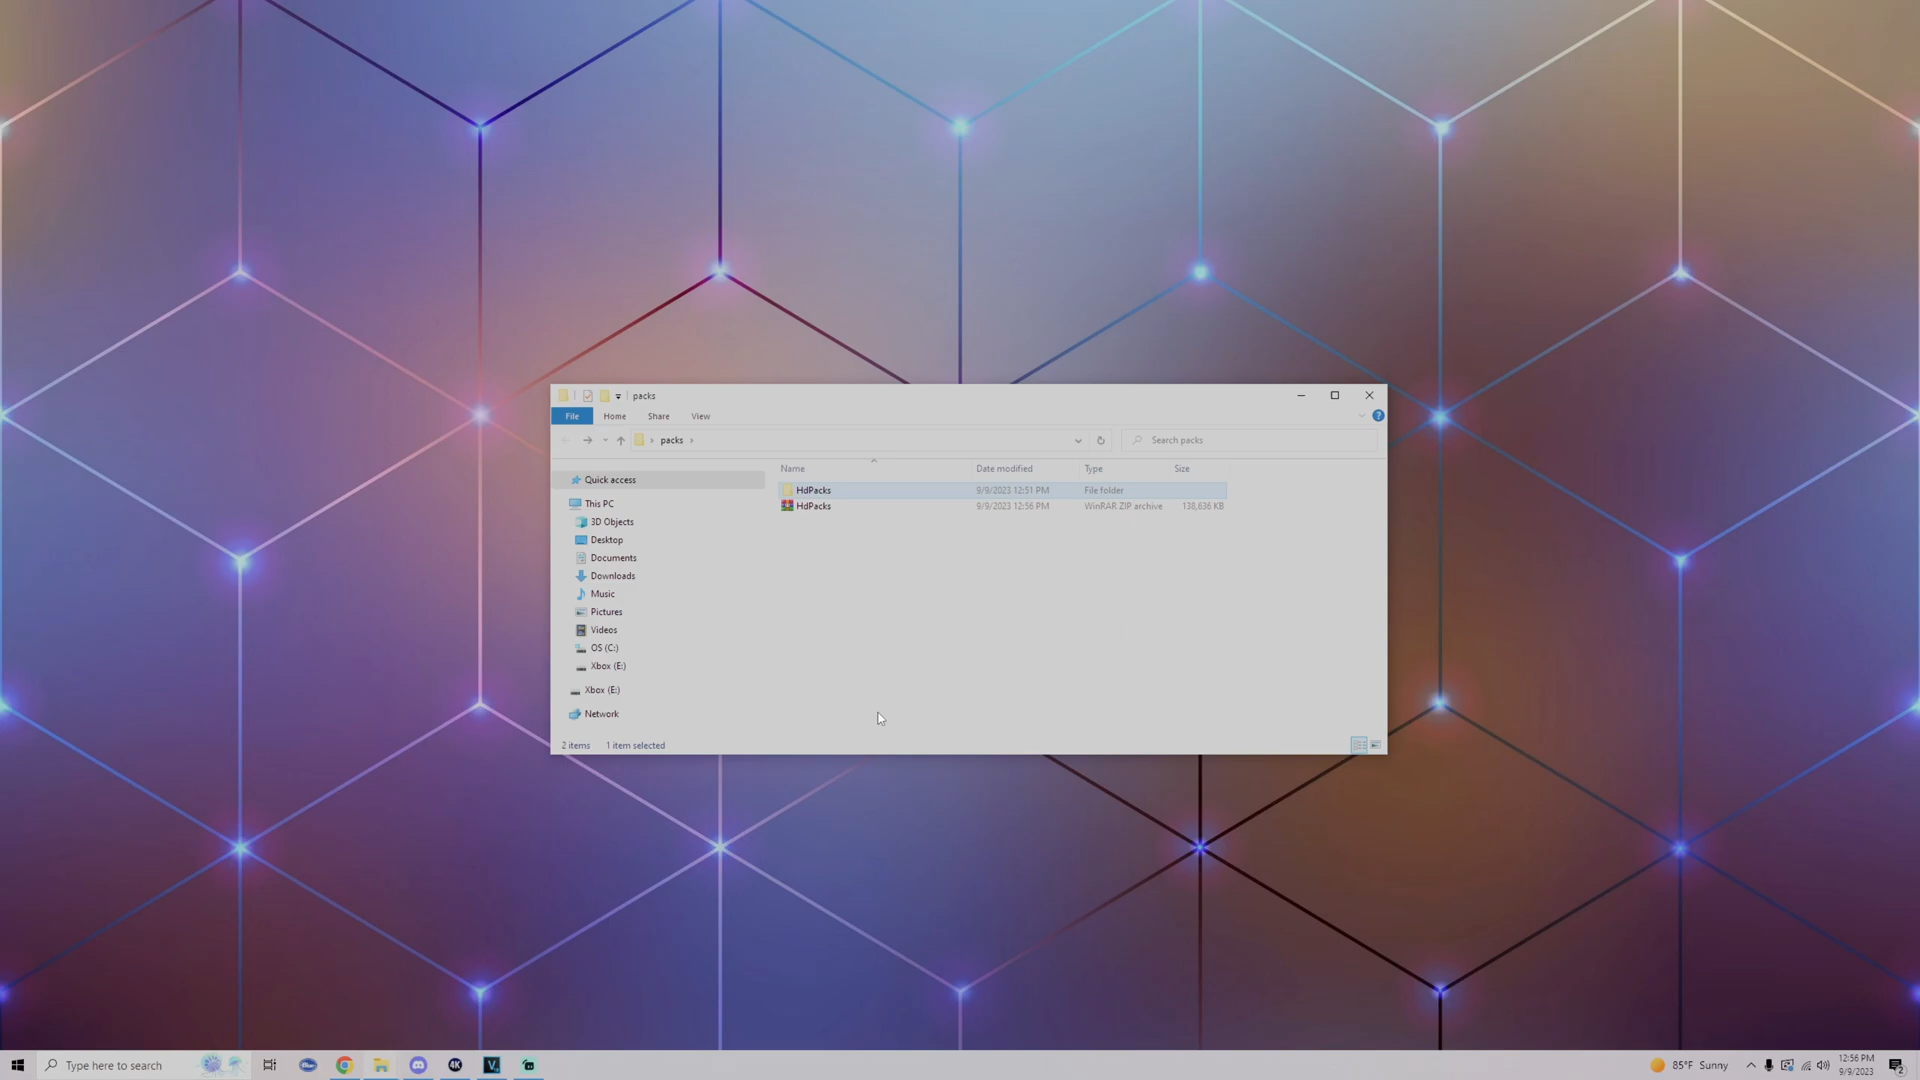 packs
File Home Share View
packs
Search packs
Name Date modified Type Size
Quick access
HdPacks 9/9/2023 12:51 PM File folder
HdPacks 9/9/2023 12:56 PM WinRAR ZIP archive 138,636 KB
This PC
3D Objects
Desktop
Documents
Downloads
Music
Pictures
Videos
OS (C:)
Xbox (E:)
Xbox (E:)
Network
2 items 1 item selected
Type here to search
4K
V
85°F Sunny
12:56 PM
9/9/2023
2